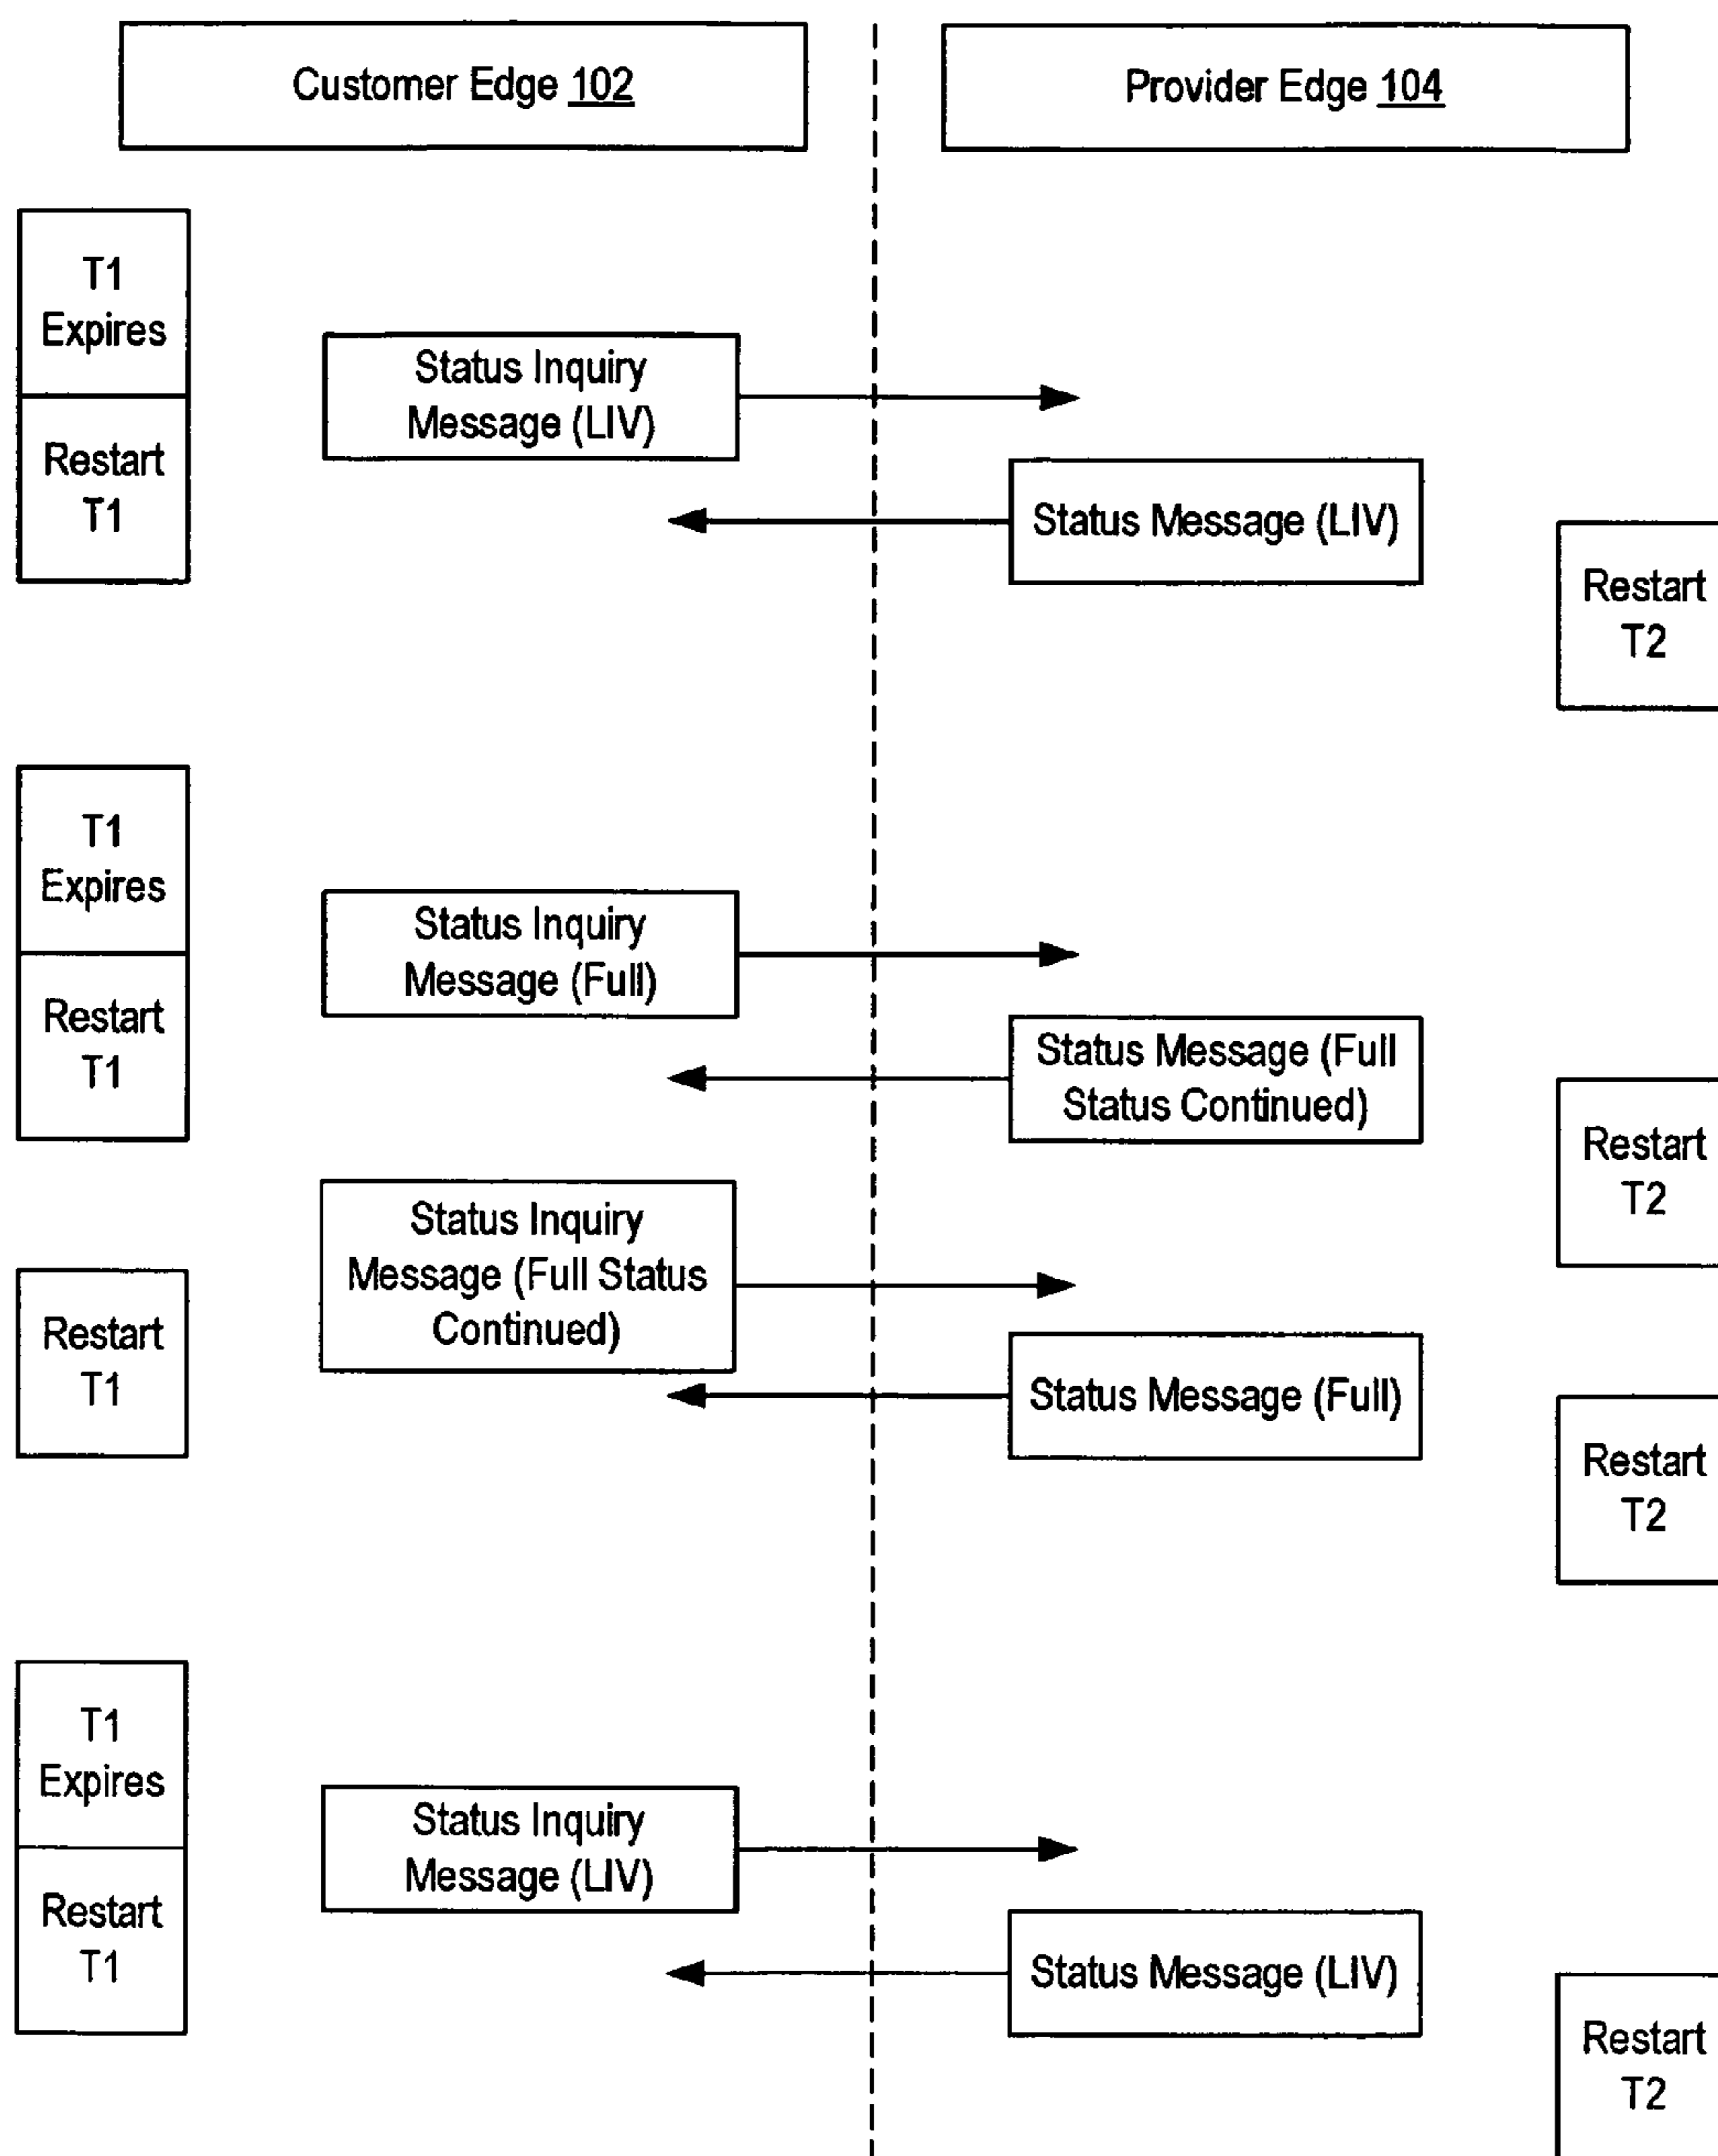 Customer Edge 102
Provider Edge 104
T1
Expires
Restart
T1
Status Inquiry
Message (LIV)
Status Message (LIV)
Restart
T2
T1
Expires
Restart
T1
Status Inquiry
Message (Full)
Status Message (Full
Status Continued)
Restart
T2
Status Inquiry
Message (Full Status
Continued)
Restart
T1
Status Message (Full)
Restart
T2
T1
Expires
Restart
T1
Status Inquiry
Message (LIV)
Status Message (LIV)
Restart
T2